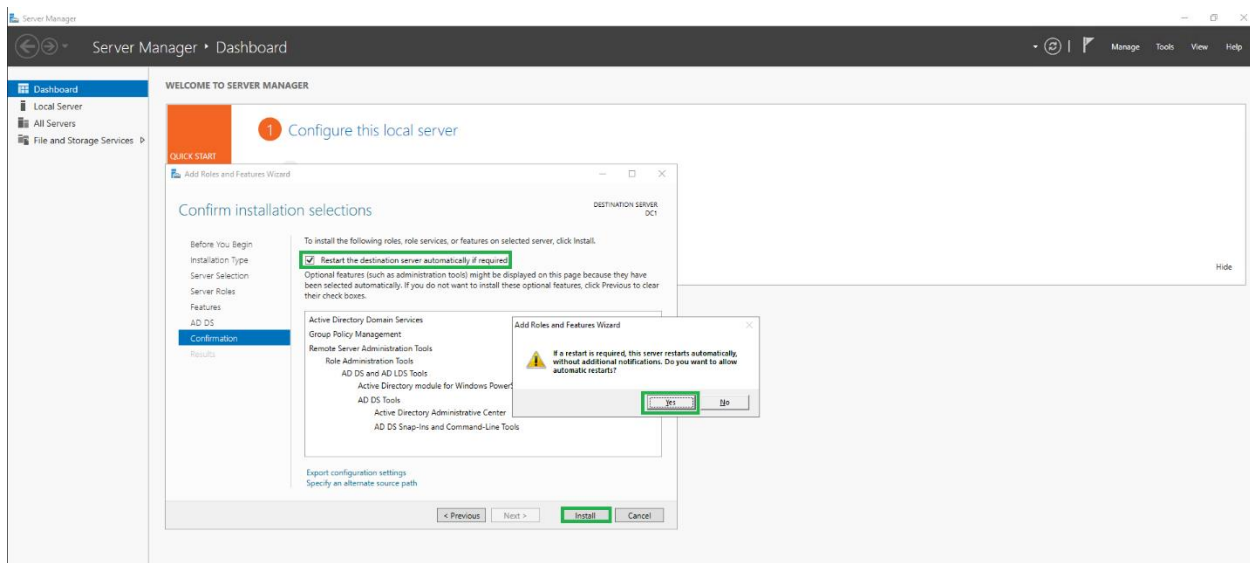 Server Manager
Server Manager • Dashboard
Manage Tools View Help
Dashboard
Local Server
All Servers
File and Storage Services
WELCOME TO SERVER MANAGER
1 Configure this local server
QUICK START
Hide
Add Roles and Features Wizard
Confirm installation selections
DESTINATION SERVER
DC1
Before You Begin
Installation Type
Server Selection
Server Roles
Features
AD DS
Confirmation
Results
To install the following roles, role services, or features on selected server, click Install.
Restart the destination server automatically if required
Optional features (such as administration tools) might be displayed on this page because they have
been selected automatically. If you do not want to install these optional features, click Previous to clear
their check boxes.
Active Directory Domain Services
Group Policy Management
Remote Server Administration Tools
Role Administration Tools
AD DS and AD LDS Tools
Active Directory module for Windows Power
AD DS Tools
Active Directory Administrative Center
AD DS Snap-Ins and Command-Line Tools
Export configuration settings
Specify an alternate source path
< Previous Next > Install Cancel
Add Roles and Features Wizard
If a restart is required, this server restarts automatically,
without additional notifications. Do you want to allow
automatic restarts?
Yes No